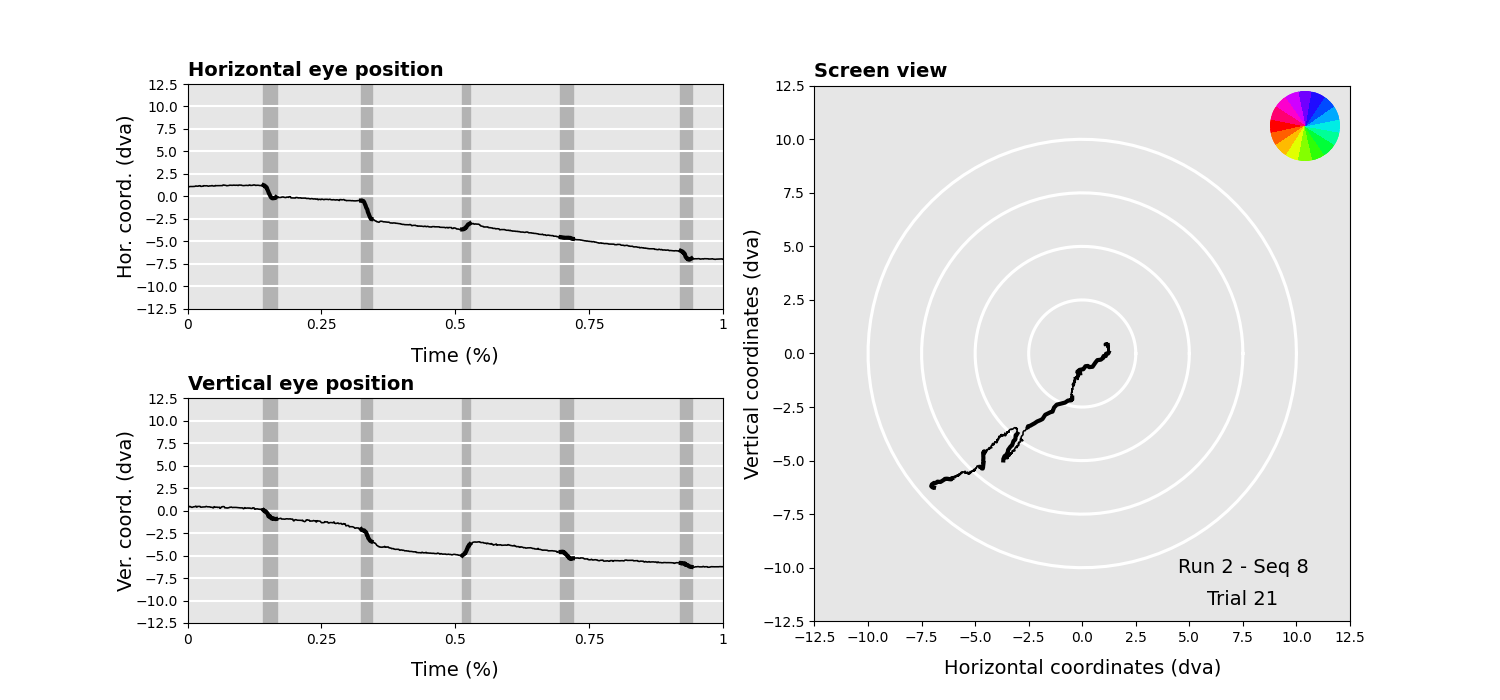 Horizontal eye position
12.5
10.0
7.5
5.0
2.5
0.0
−2.5
−5.0
−7.5
−10.0
−12.5
Hor. coord. (dva)
0 0.25 0.5 0.75 1
Time (%)
Vertical eye position
12.5
10.0
7.5
5.0
2.5
0.0
−2.5
−5.0
−7.5
−10.0
−12.5
Ver. coord. (dva)
0 0.25 0.5 0.75 1
Time (%)
Screen view
12.5
10.0
7.5
5.0
2.5
0.0
−2.5
−5.0
−7.5
−10.0
−12.5
Vertical coordinates (dva)
Run 2 - Seq 8
Trial 21
−12.5 −10.0 −7.5 −5.0 −2.5 0.0 2.5 5.0 7.5 10.0 12.5
Horizontal coordinates (dva)